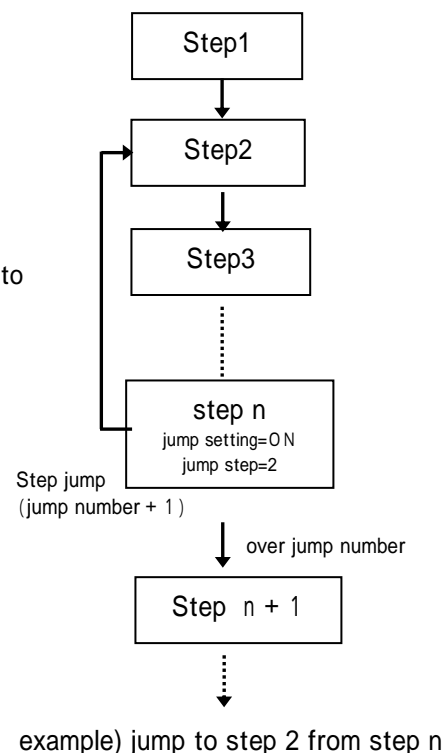 Step1
Step2
Step3
to
step n
jump setting=ON
jump step=2
Step jump
(jump number + 1)
over jump number
Step n + 1
example) jump to step 2 from step n